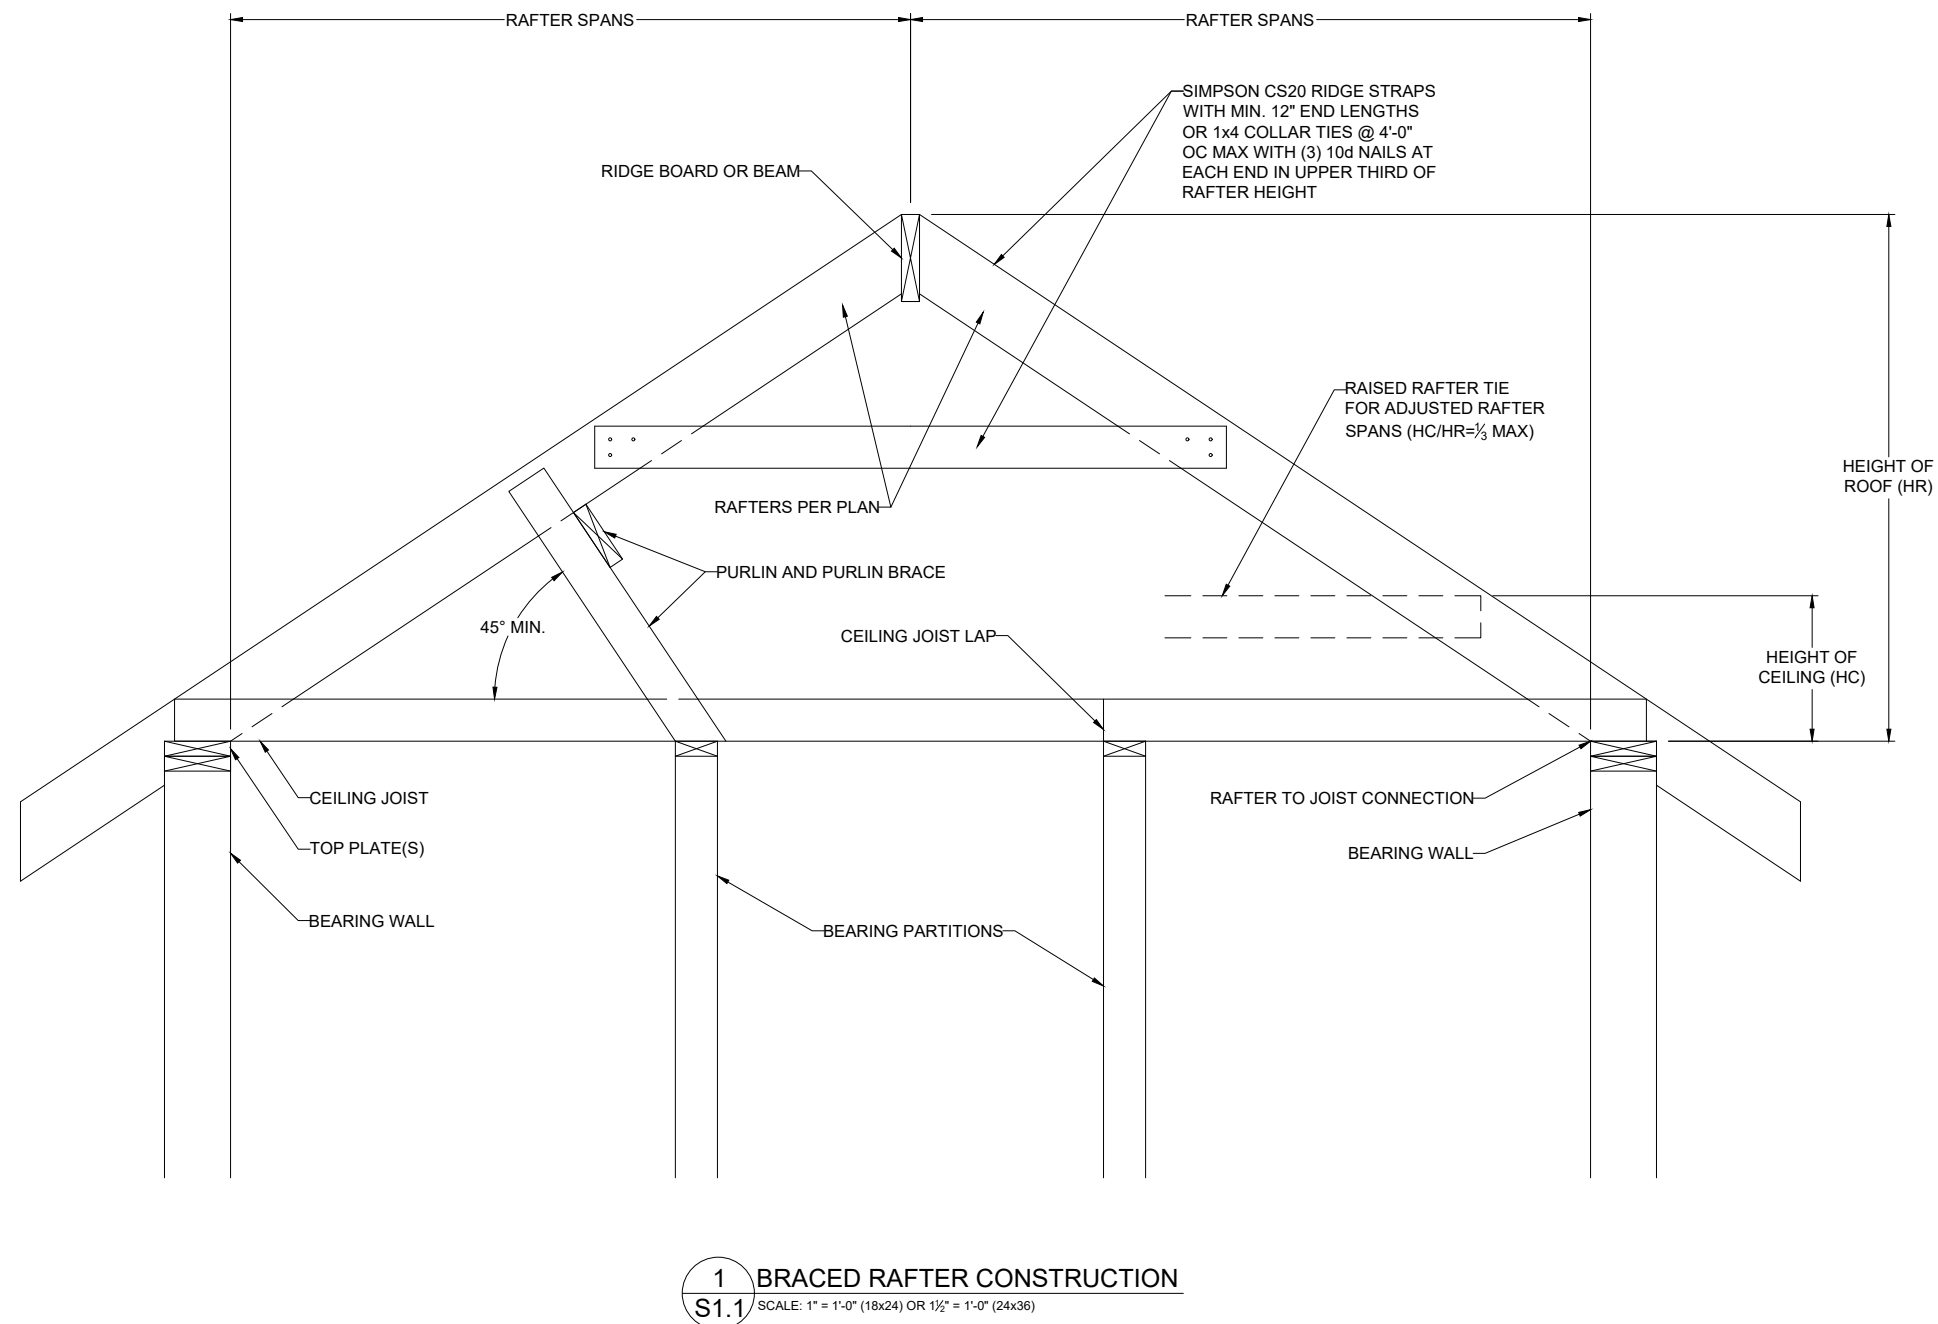 RAFTER SPANS
RAFTER SPANS
SIMPSON CS20 RIDGE STRAPS
WITH MIN. 12" END LENGTHS
OR 1x4 COLLAR TIES @ 4'-0"
OC MAX WITH (3) 10d NAILS AT
EACH END IN UPPER THIRD OF
RAFTER HEIGHT
RIDGE BOARD OR BEAM
RAISED RAFTER TIE
FOR ADJUSTED RAFTER
SPANS (HC/HR=⅓ MAX)
HEIGHT OF
ROOF (HR)
RAFTERS PER PLAN
PURLIN AND PURLIN BRACE
45° MIN.
CEILING JOIST LAP
HEIGHT OF
CEILING (HC)
CEILING JOIST
RAFTER TO JOIST CONNECTION
TOP PLATE(S)
BEARING WALL
BEARING WALL
BEARING PARTITIONS
1
S1.1
BRACED RAFTER CONSTRUCTION
SCALE: 1" = 1'-0" (18x24) OR 1½" = 1'-0" (24x36)